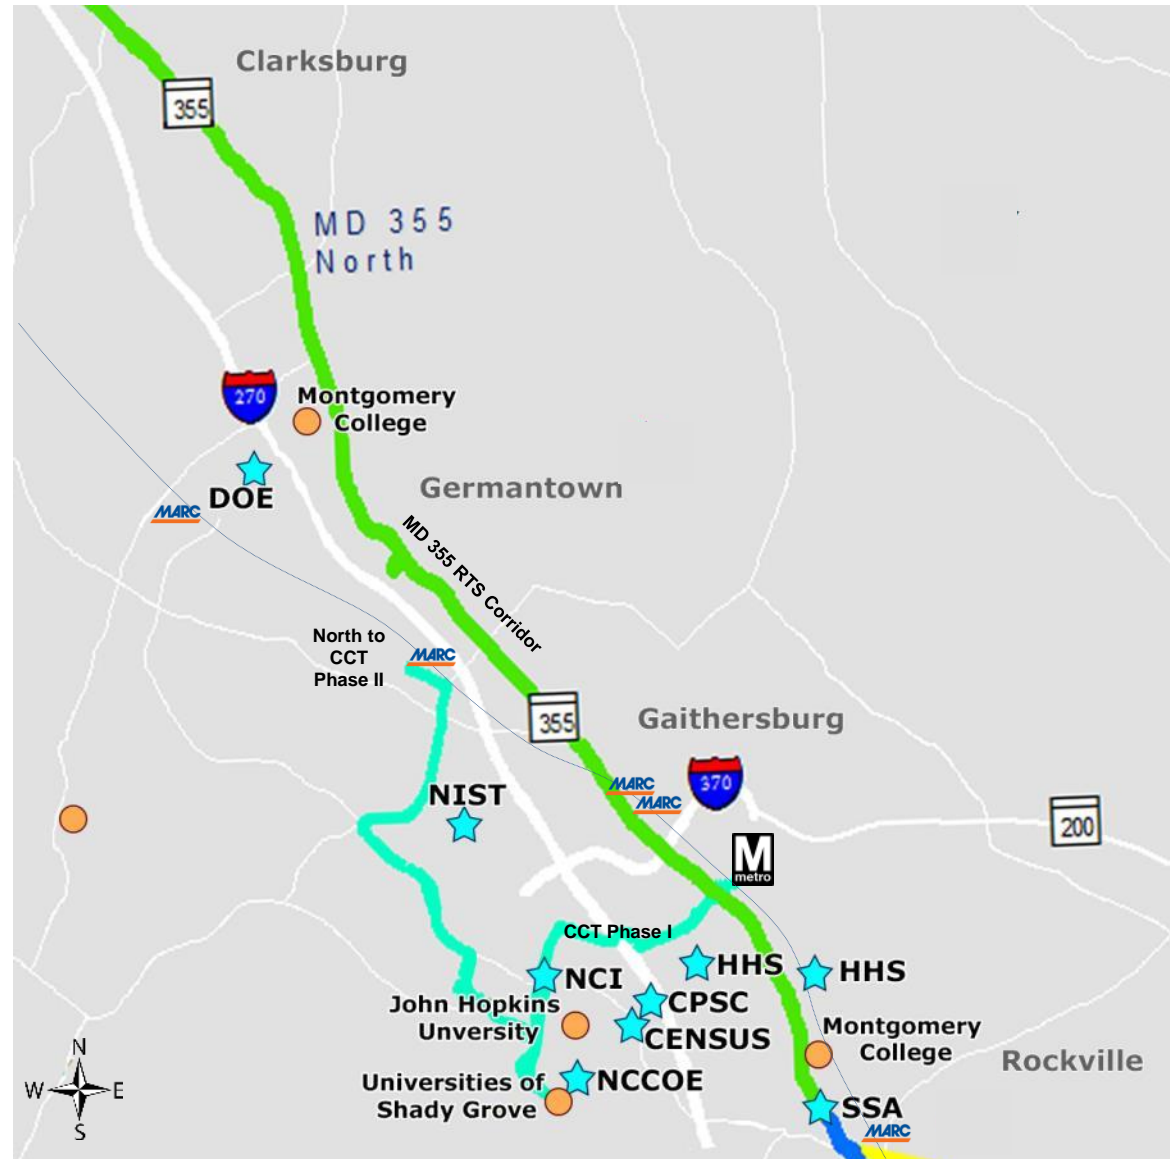 Clarksburg
355
MD 355
North
270
Montgomery
College
DOE
Germantown
MARC
MD 355 RTS Corridor
North to
CCT
Phase II
MARC
355
Gaithersburg
370
MARC
MARC
NIST
200
M
metro
CCT Phase I
HHS
HHS
NCI
CPSC
John Hopkins
Unversity
CENSUS
Montgomery
College
Rockville
Universities of
Shady Grove
NCCOE
SSA
MARC
N
W
E
S